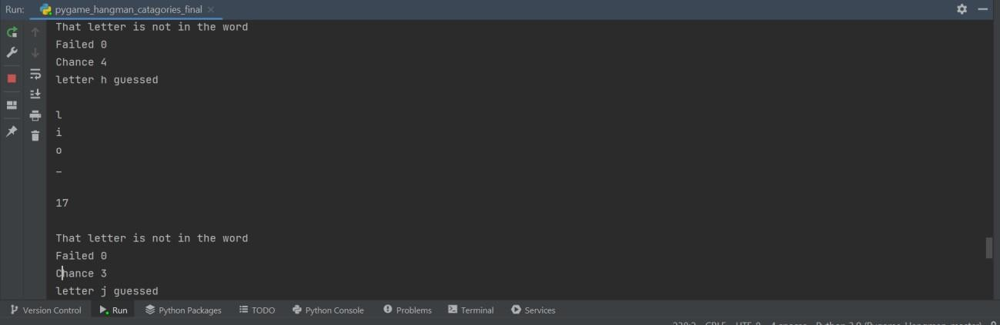 Run: pygame_hangman_catagories_final
That letter is not in the word
Failed 0
Chance 4
letter h guessed
l
i
o
_
17
That letter is not in the word
Failed 0
Chance 3
letter j guessed
Version Control Run Python Packages TODO Python Console Problems Terminal Services